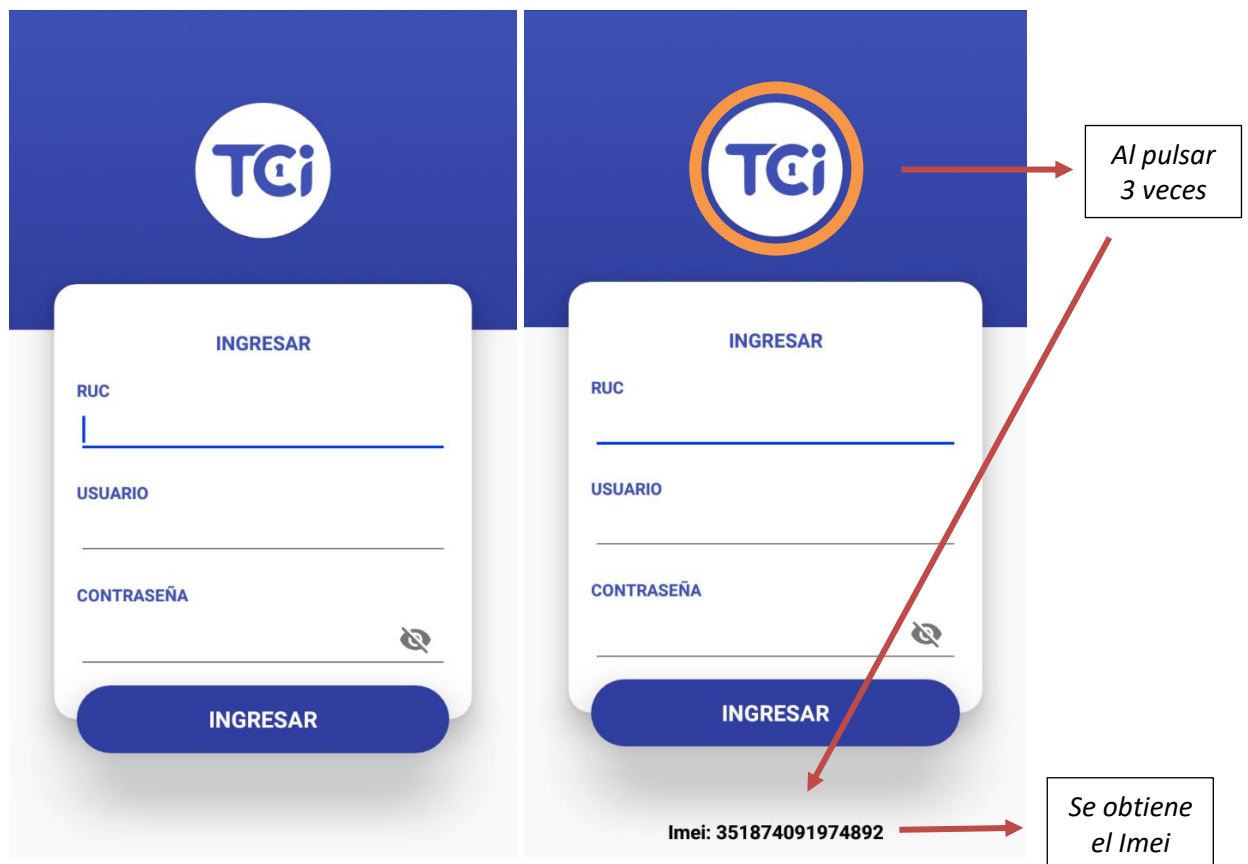 TCi
INGRESAR
RUC
USUARIO
CONTRASEÑA
INGRESAR
TCi
INGRESAR
RUC
USUARIO
CONTRASEÑA
INGRESAR
Imei: 351874091974892
Al pulsar
3 veces
Se obtiene
el Imei